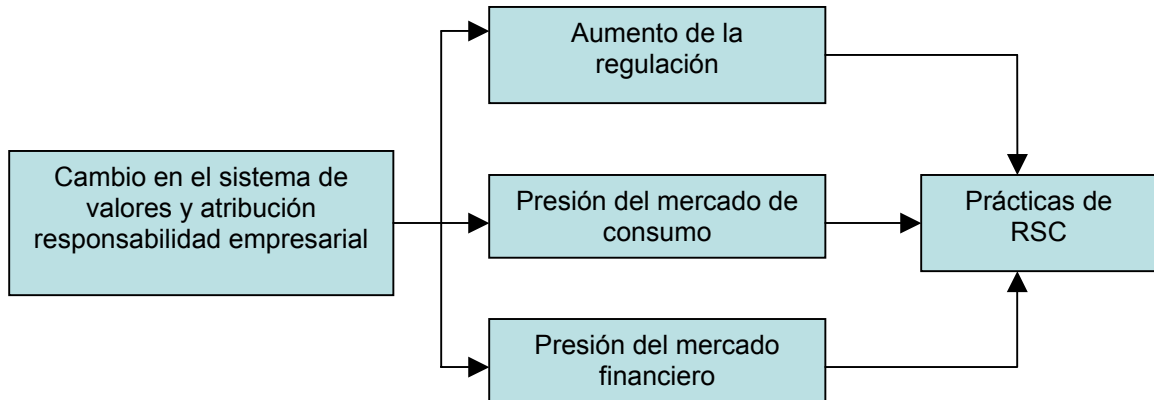 Aumento de la
regulación
Cambio en el sistema de
valores y atribución
responsabilidad empresarial
Presión del mercado de
consumo
Prácticas de
RSC
Presión del mercado
financiero